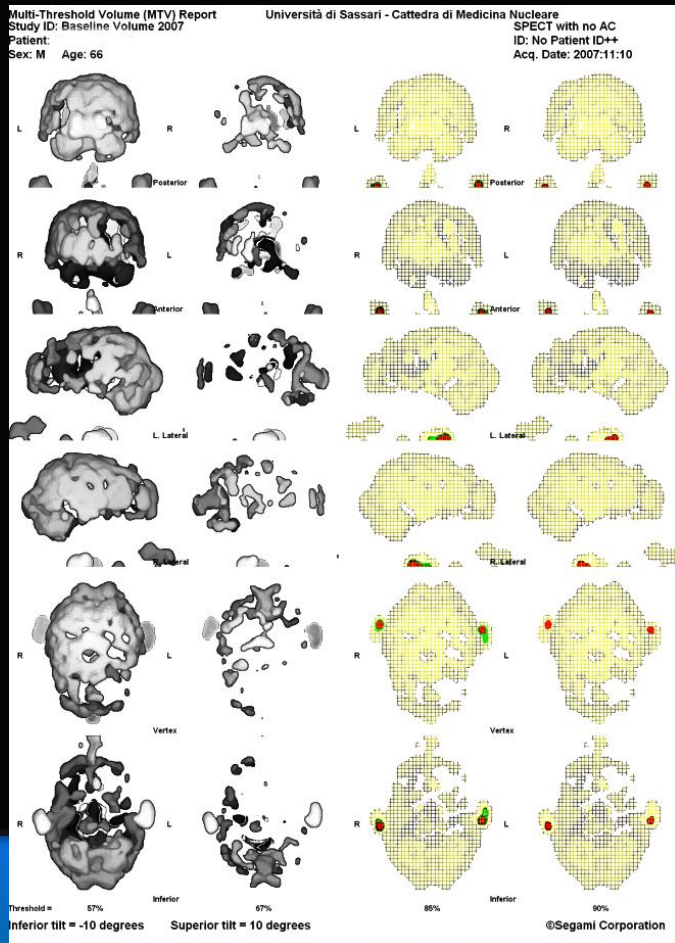 Multi-Threshold Volume (MTV) Report Università di Sassari - Cattedra di Medicina Nucleare
Study ID: Baseline Volume 2007 SPECT with no AC
Patient: ID: No Patient ID++
Sex: M Age: 66 Acq. Date: 2007:11:10
L R L R
Posterior Posterior
R L R L
Anterior Anterior
L. Lateral L. Lateral
R. Lateral R. Lateral
R L R L
Vertex Vertex
R L R L
Inferior Inferior
Threshold = 57% 67% 85% 90%
Inferior tilt = -10 degrees Superior tilt = 10 degrees ©Segami Corporation